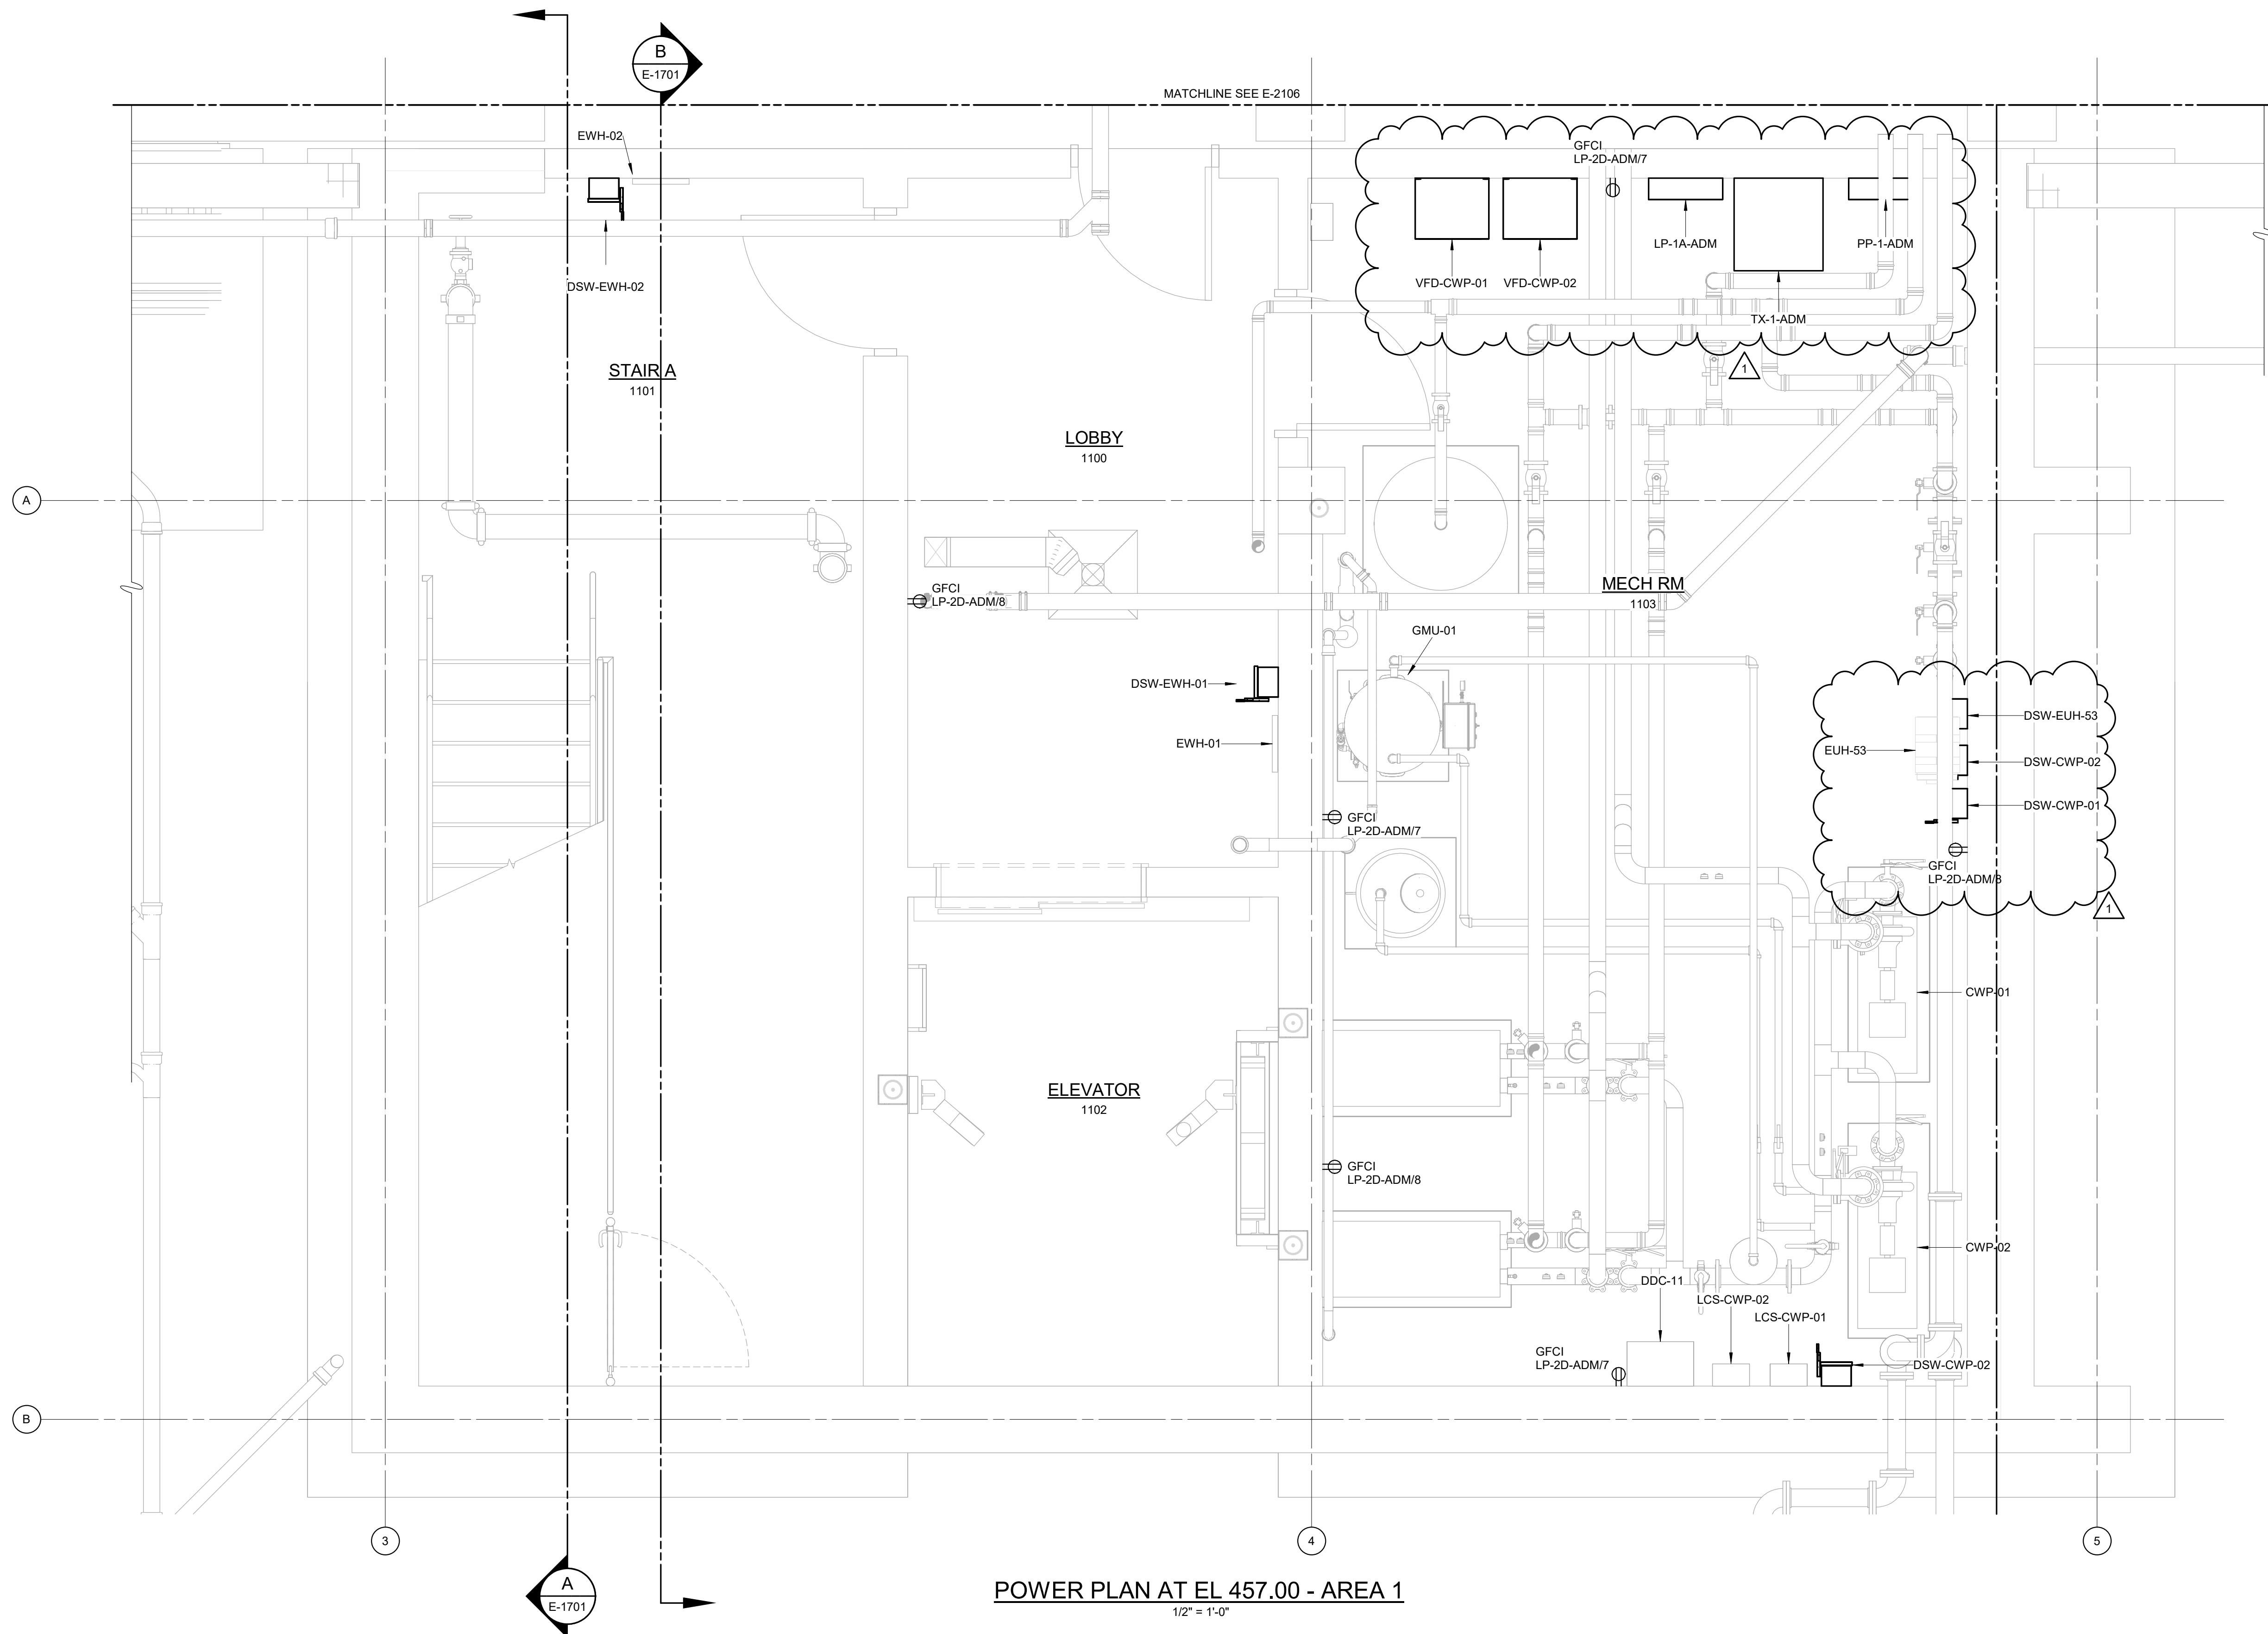 B
E-1701
MATCHLINE SEE E-2106
EWH-02
GFCI
LP-2D-ADM/7
LP-1A-ADM
PP-1-ADM
DSW-EWH-02
VFD-CWP-01
VFD-CWP-02
TX-1-ADM
STAIR A
1101
1
LOBBY
1100
A
GFCI
LP-2D-ADM/8
MECH RM
1103
GMU-01
DSW-EWH-01
DSW-EUH-53
EWH-01
EUH-53
DSW-CWP-02
DSW-CWP-01
GFCI
LP-2D-ADM/7
GFCI
LP-2D-ADM/8
1
CWP-01
ELEVATOR
1102
GFCI
LP-2D-ADM/8
CWP-02
DDC-11
LCS-CWP-02
LCS-CWP-01
GFCI
LP-2D-ADM/7
DSW-CWP-02
B
3
4
5
A
E-1701
POWER PLAN AT EL 457.00 - AREA 1
1/2" = 1'-0"